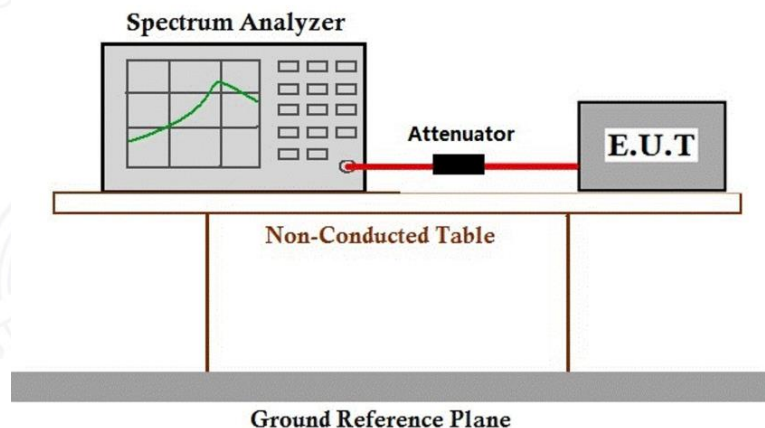 Spectrum Analyzer
Attenuator
E.U.T
Non-Conducted Table
Ground Reference Plane